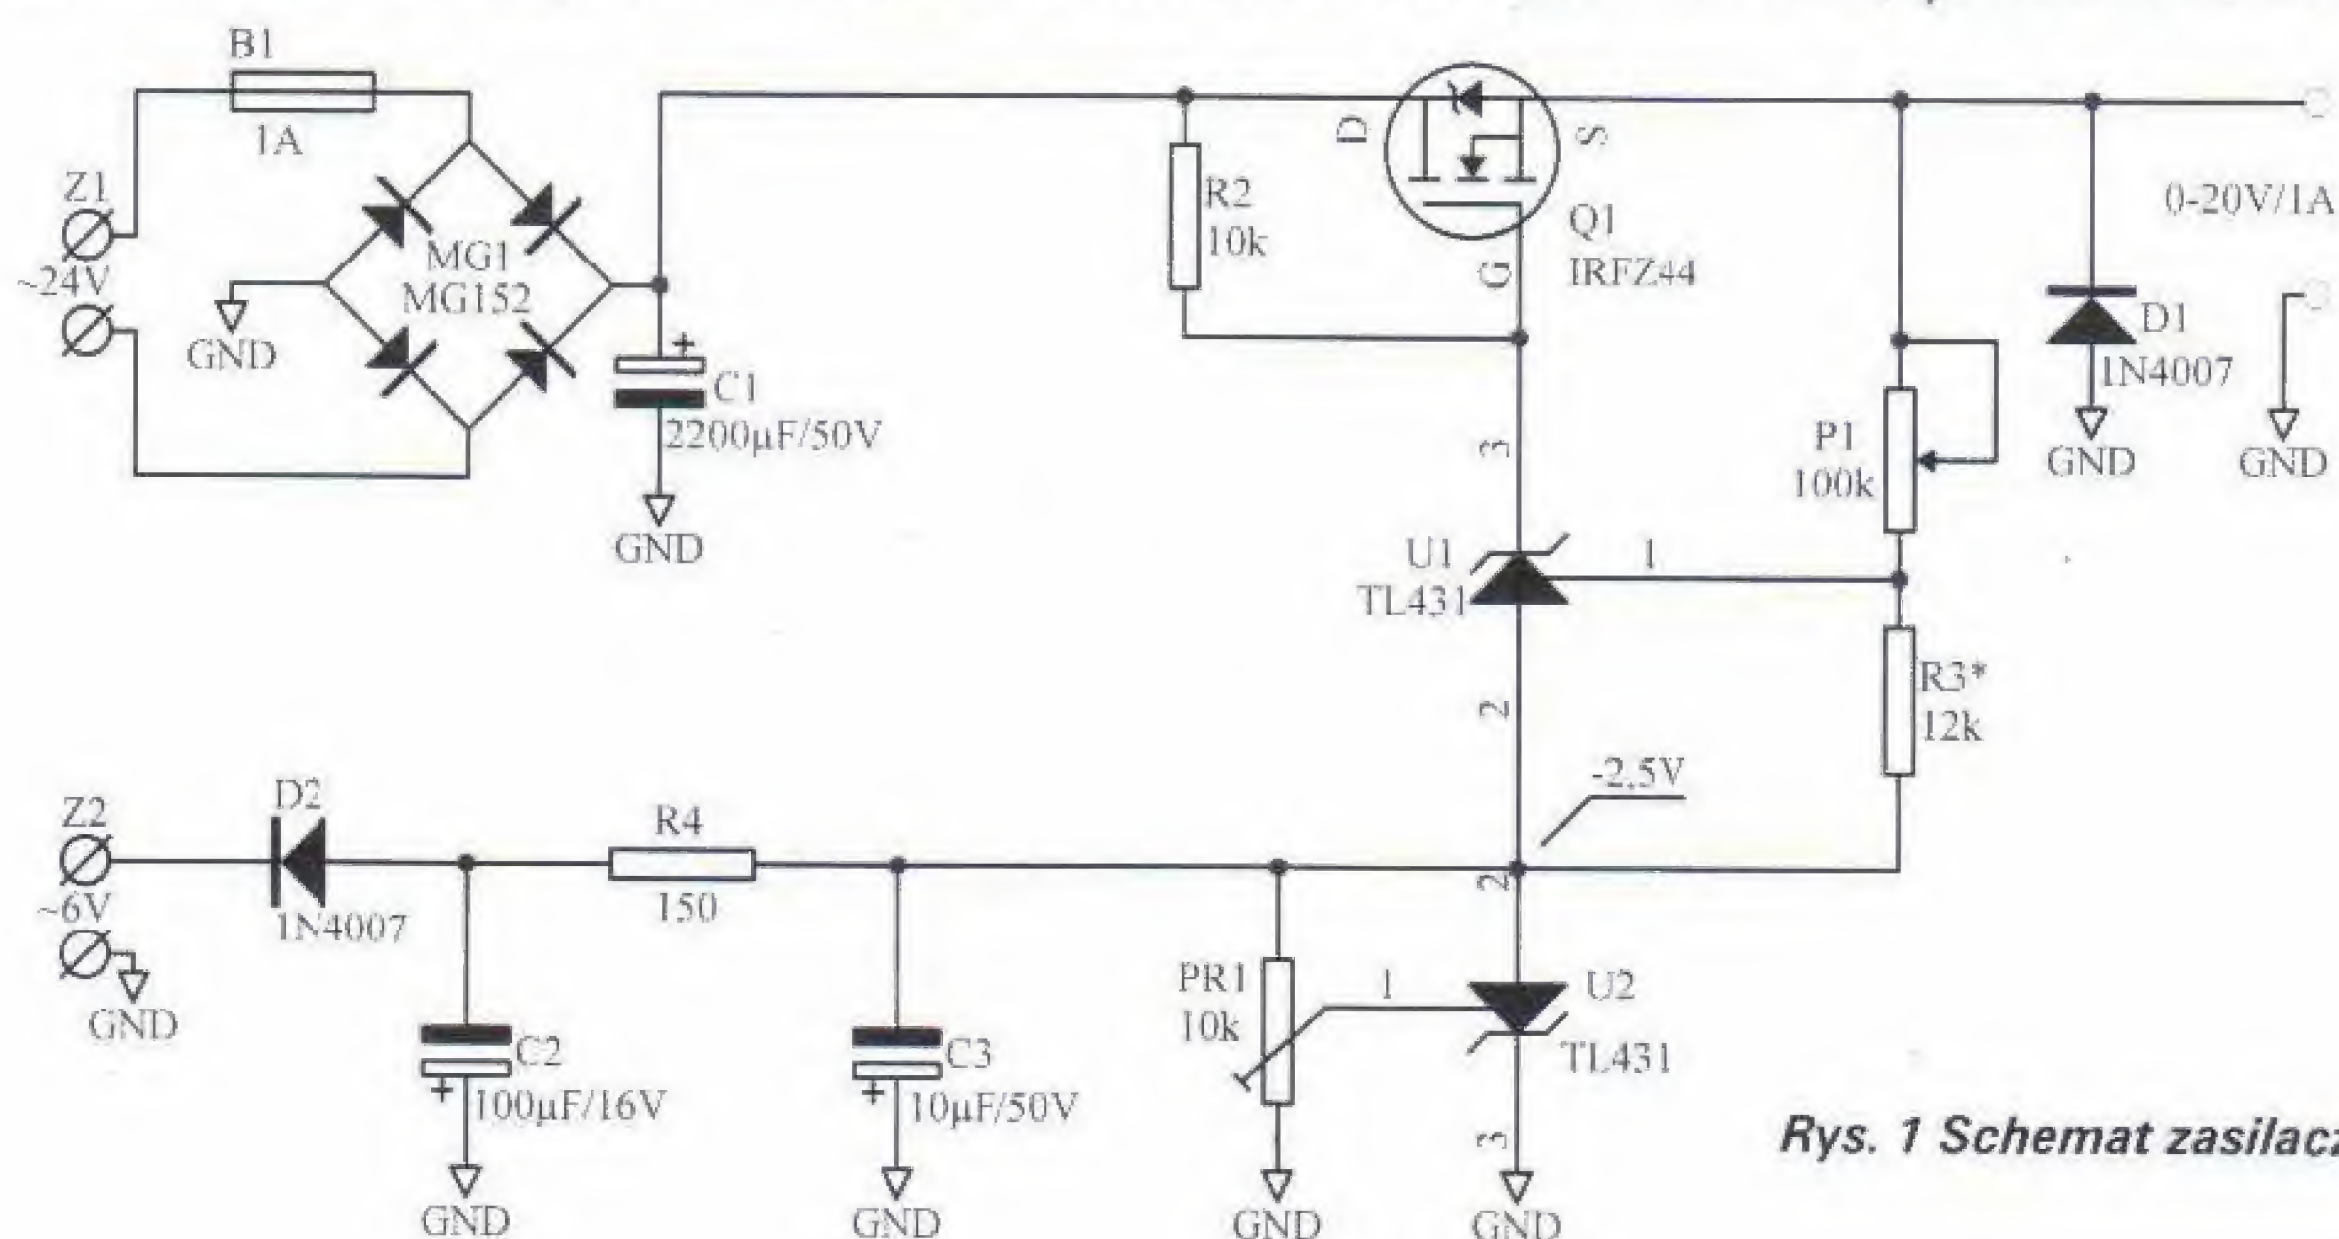 B1
1A
Z1
~24V
MG1
MG152
GND
C1
2200µF/50V
+
GND
R2
10k
D
S
G
Q1
IRFZ44
0-20V/1A
D1
1N4007
GND
GND
P1
100k
3
U1
TL431
1
2
R3*
12k
-2,5V
Z2
~6V
GND
D2
1N4007
R4
150
C2
+
100µF/16V
GND
C3
+
10µF/50V
GND
PR1
10k
GND
2
1
U2
TL431
3
GND
Rys. 1 Schemat zasilacz